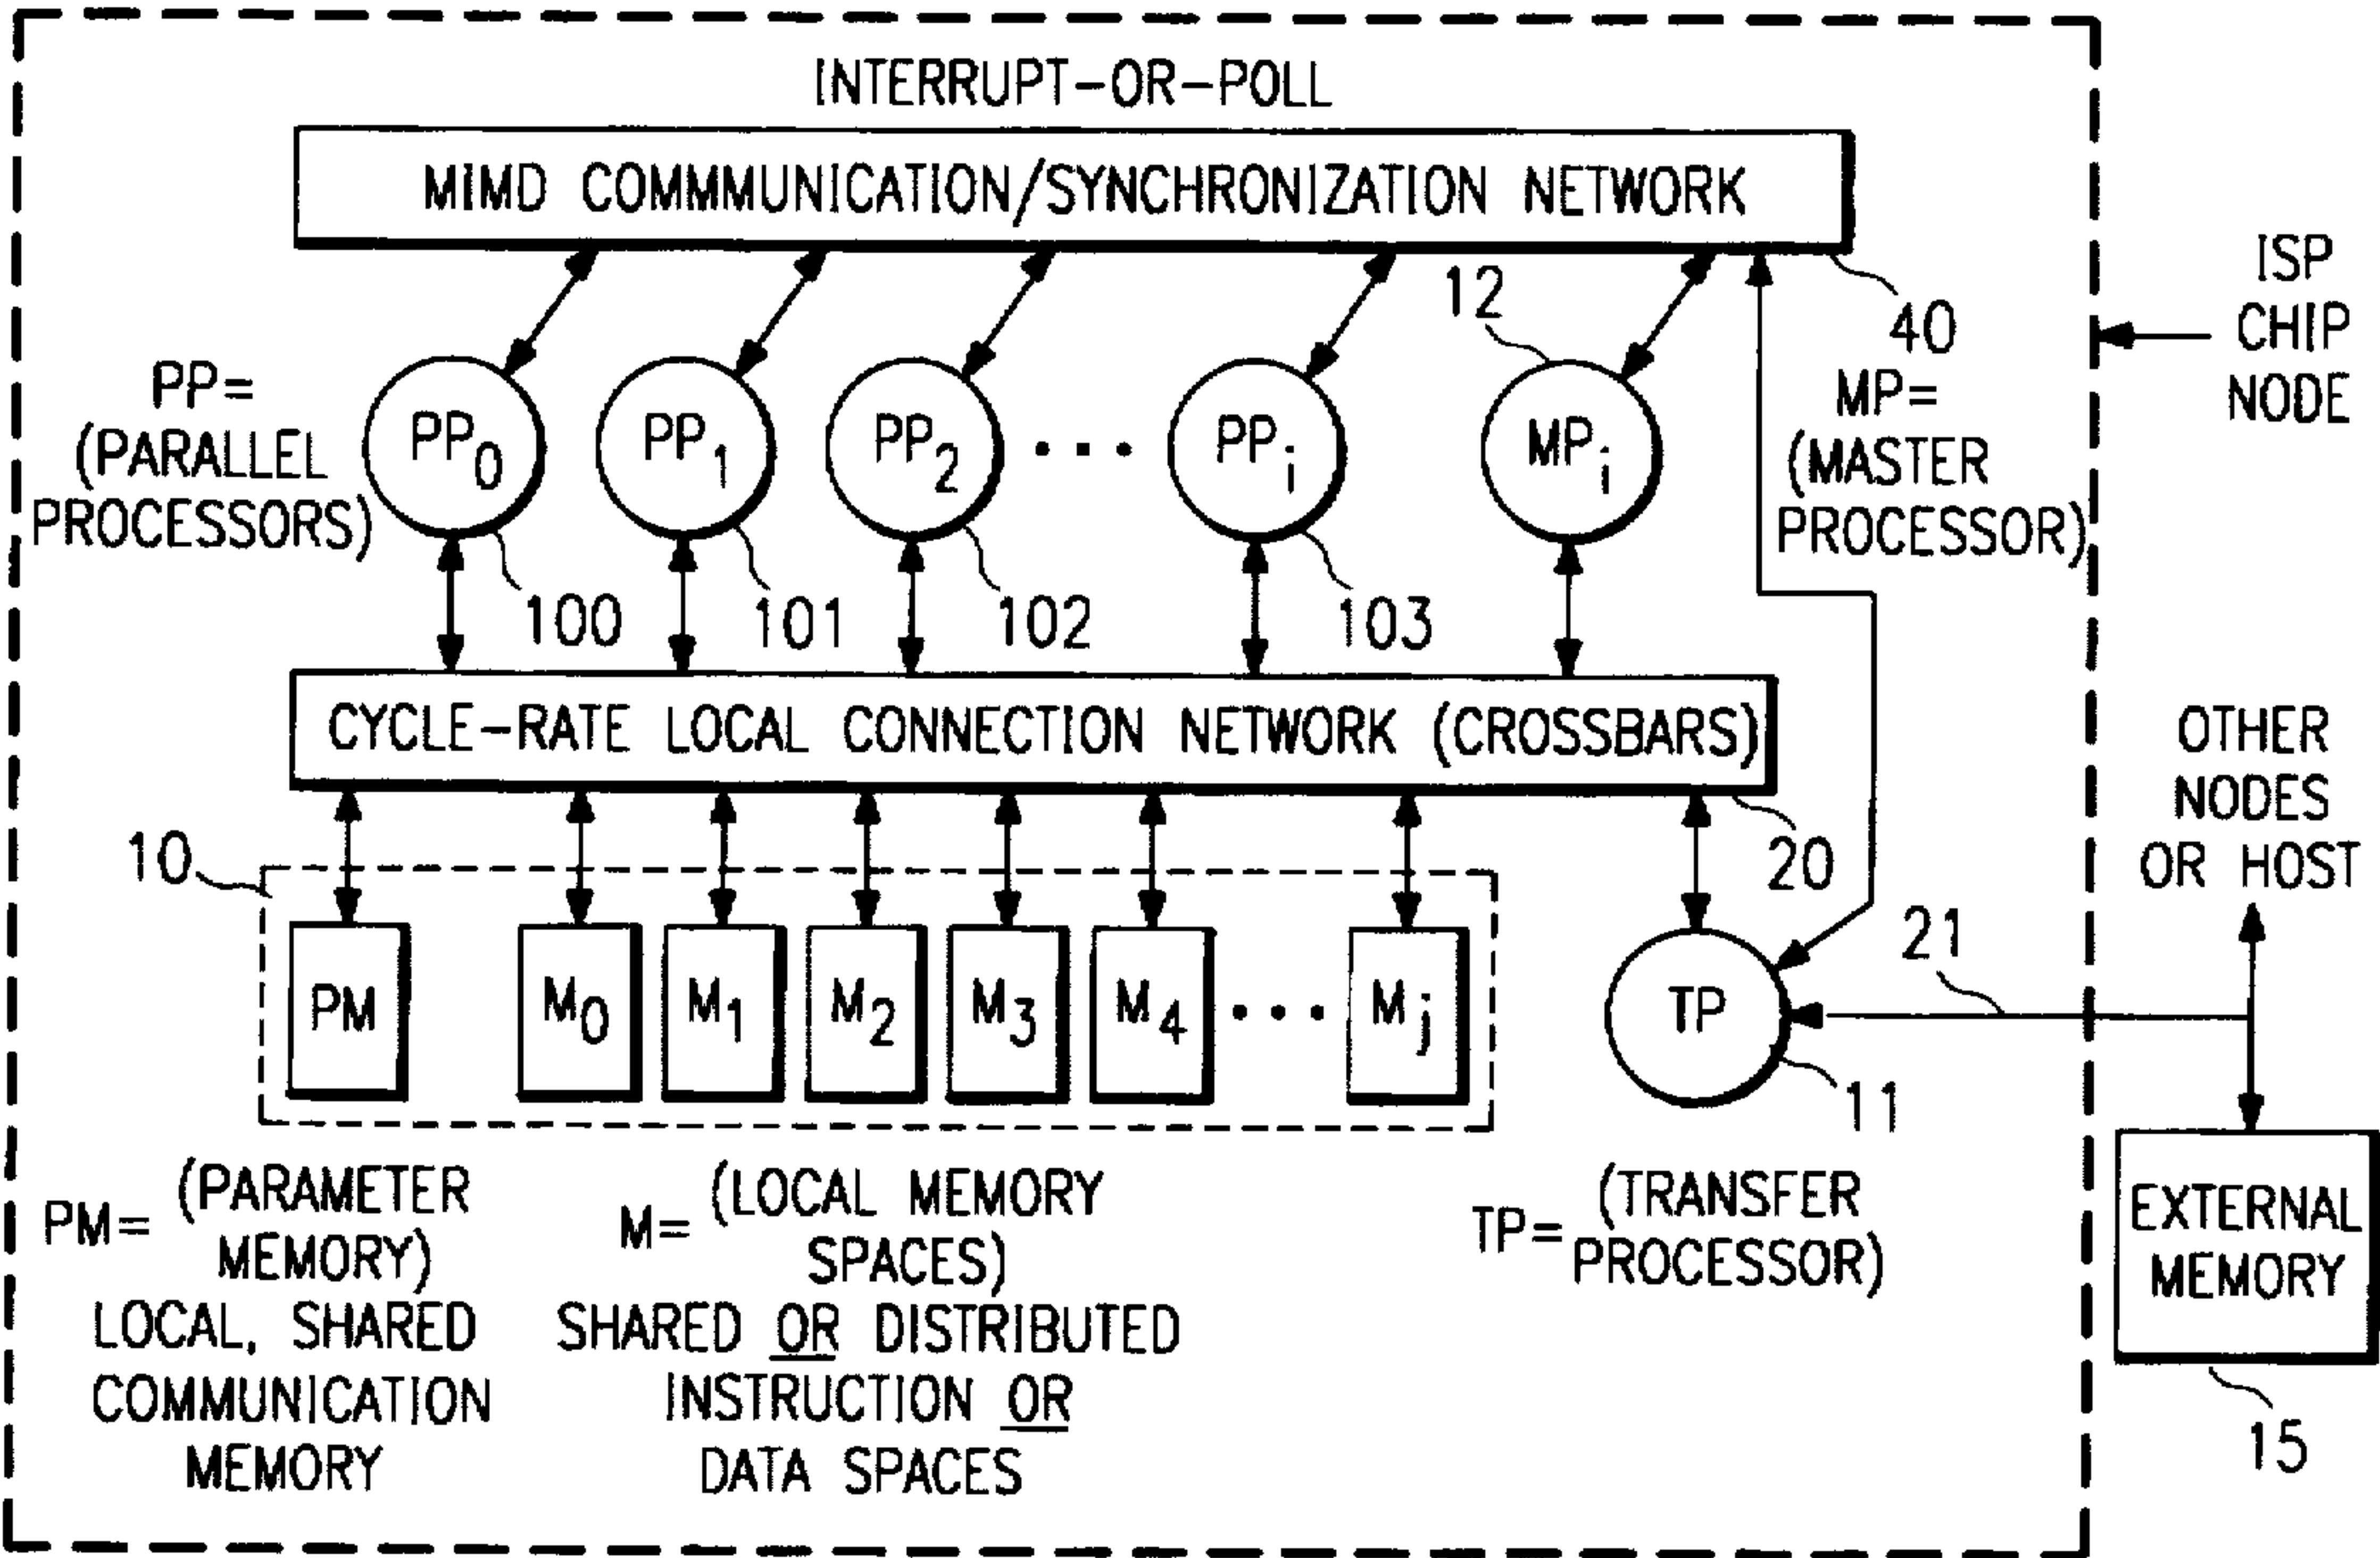 INTERRUPT-OR-POLL
MIMD COMMMUNICATION/SYNCHRONIZATION NETWORK
12
40
ISP
CHIP
NODE
PP=
(PARALLEL
PROCESSORS)
PP0
PP1
PP2
...
PPi
MPi
MP=
(MASTER
PROCESSOR)
100
101
102
103
CYCLE-RATE LOCAL CONNECTION NETWORK (CROSSBARS)
OTHER
NODES
OR HOST
10
20
21
PM
M0
M1
M2
M3
M4
...
Mj
TP
11
PM= (PARAMETER
MEMORY)
LOCAL, SHARED
COMMUNICATION
MEMORY
M= (LOCAL MEMORY
SPACES)
SHARED OR DISTRIBUTED
INSTRUCTION OR
DATA SPACES
TP= (TRANSFER
PROCESSOR)
EXTERNAL
MEMORY
15